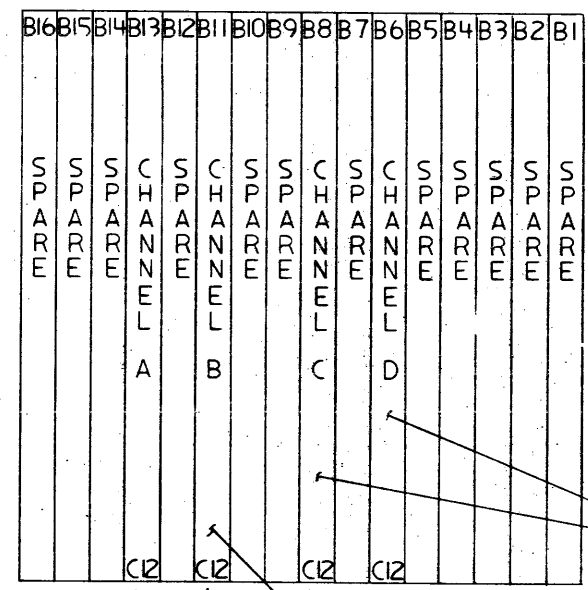 B16 B15 B14 B13 B12 B11 B10 B9 B8 B7 B6 B5 B4 B3 B2 B1
SPARE
SPARE
SPARE
CHANNEL A
SPARE
CHANNEL B
SPARE
SPARE
CHANNEL C
SPARE
CHANNEL D
SPARE
SPARE
SPARE
SPARE
SPARE
C12 C12 C12 C12